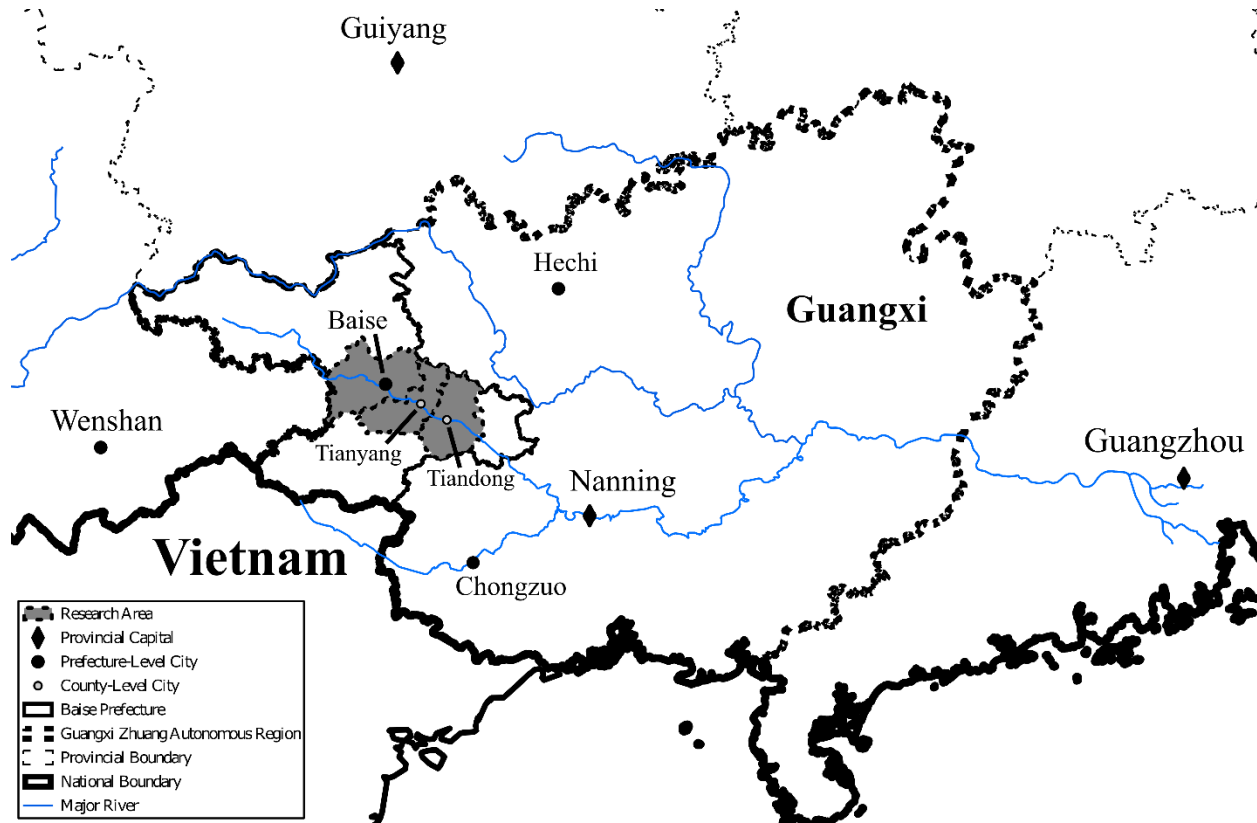 Guiyang
Hechi
Guangxi
Baise
Wenshan
Tianyang
Tiandong
Guangzhou
Nanning
Vietnam
Chongzuo
Research Area
Provincial Capital
Prefecture-Level City
County-Level City
Baise Prefecture
Guangxi Zhuang Autonomous Region
Provincial Boundary
National Boundary
Major River